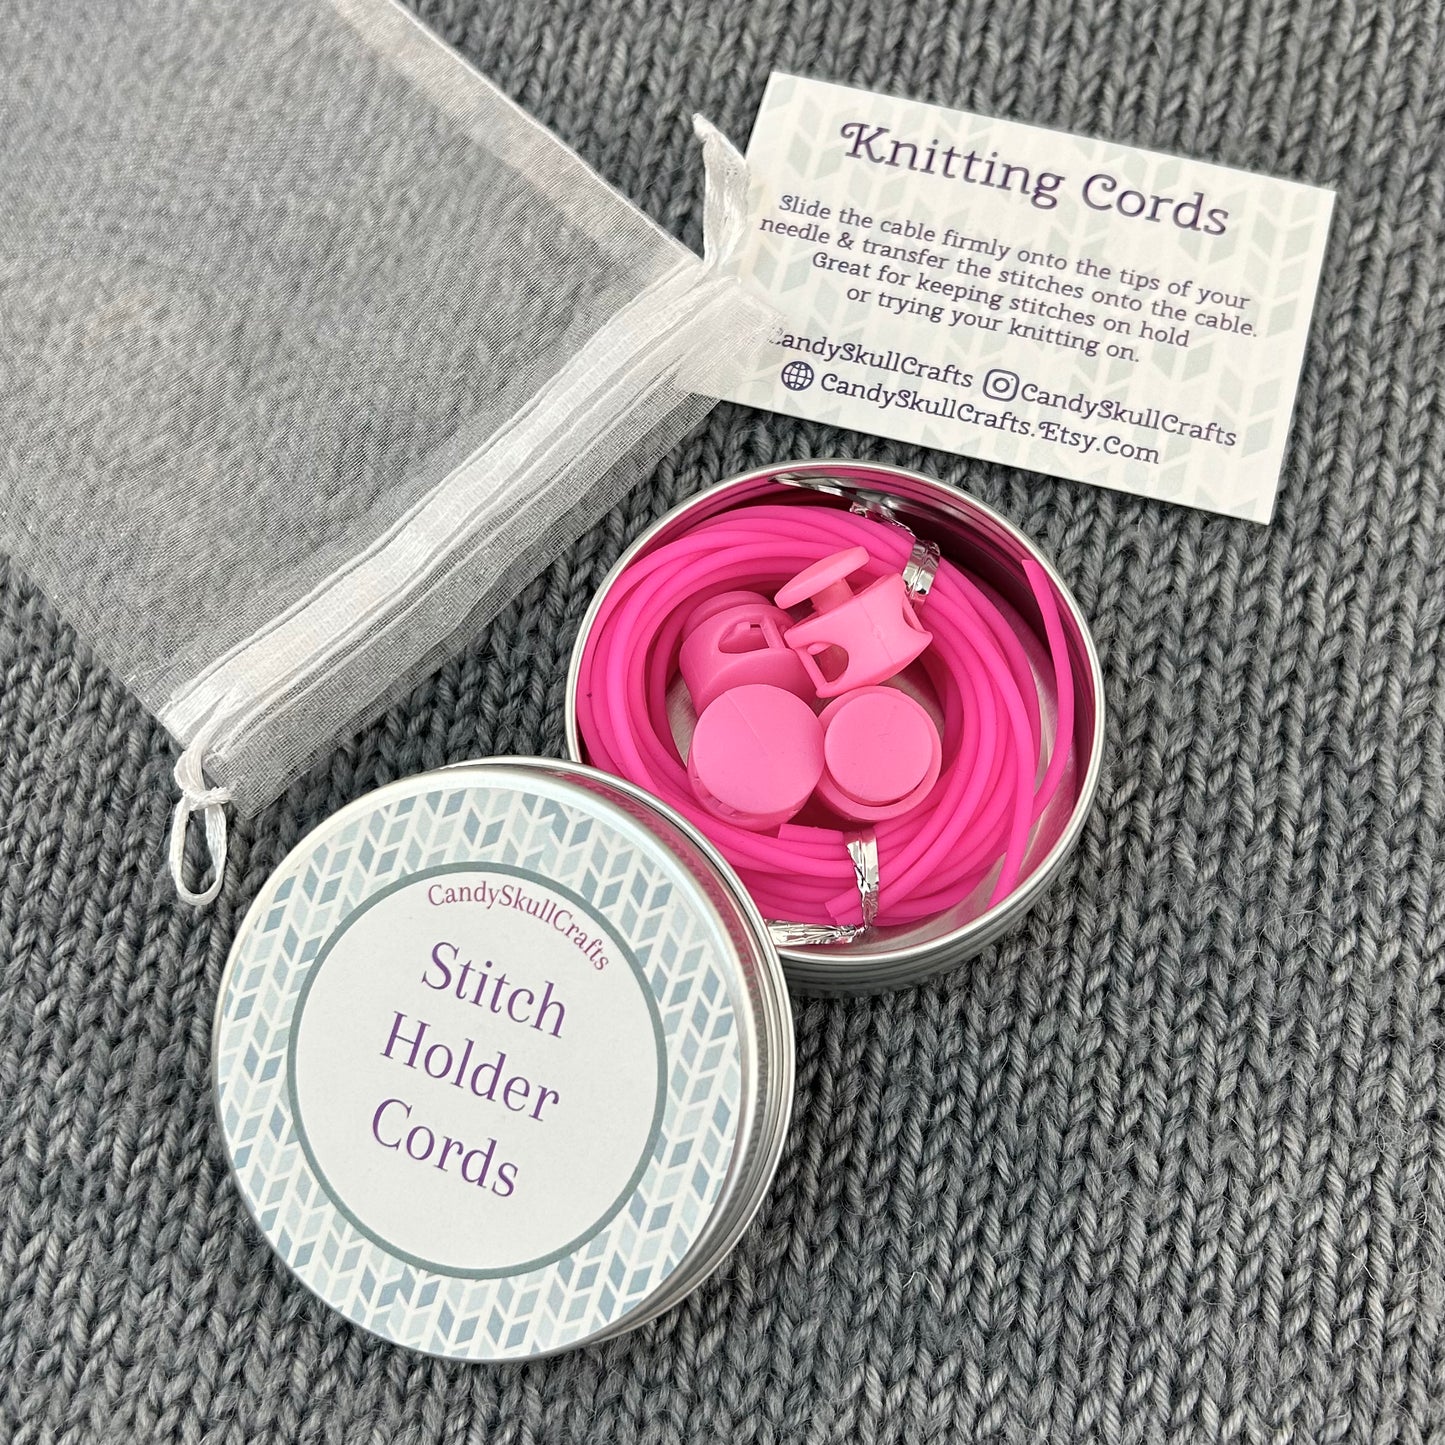 Knitting Cords
Slide the cable firmly onto the tips of your
needle & transfer the stitches onto the cable.
Great for keeping stitches on hold
or trying your knitting on.
CandySkullCrafts CandySkullCrafts
CandySkullCrafts.Etsy.Com
CandySkullCrafts
Stitch
Holder
Cords